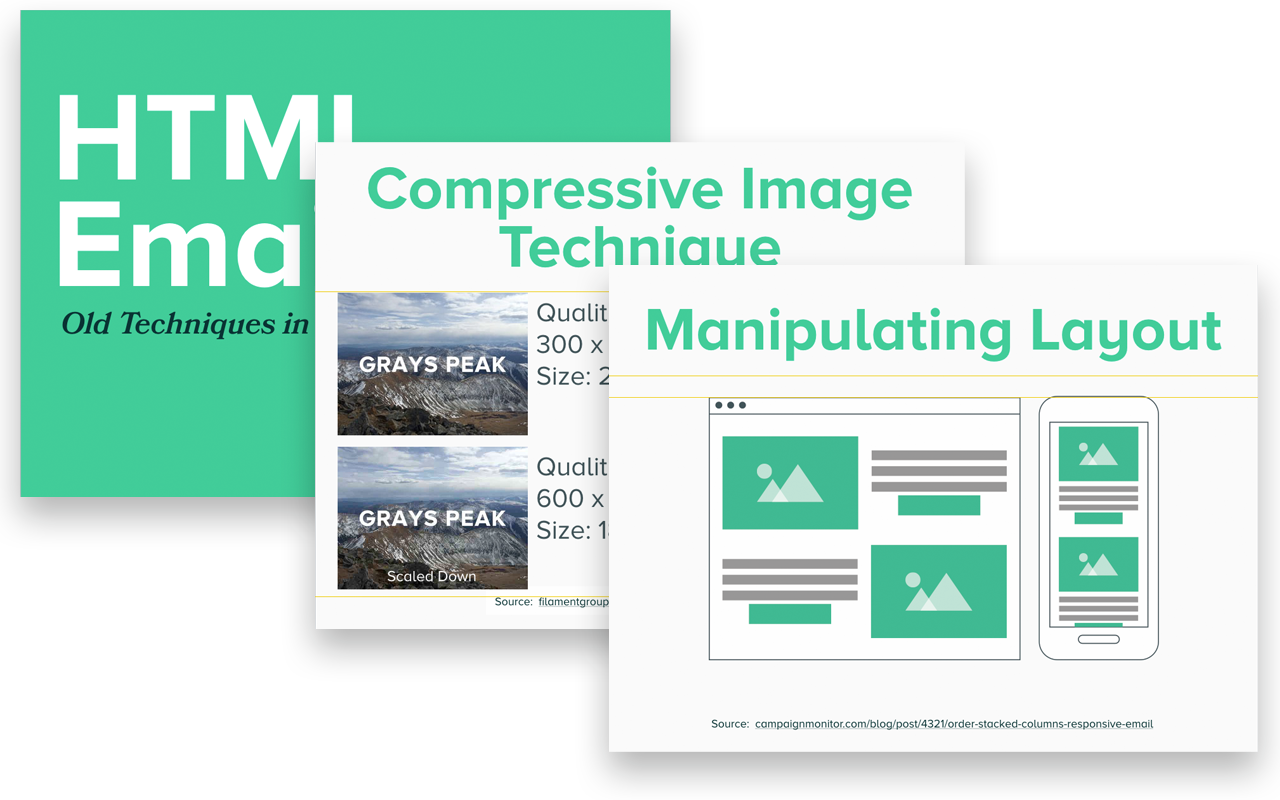 HTML
Ema
Old Techniques in
Compressive Image
Technique
GRAYS PEAK
Qualit
300 x
Size: 2
GRAYS PEAK
Scaled Down
Qualit
600 x
Size: 1
Source: filamentgroup
Manipulating Layout
Source: campaignmonitor.com/blog/post/4321/order-stacked-columns-responsive-email